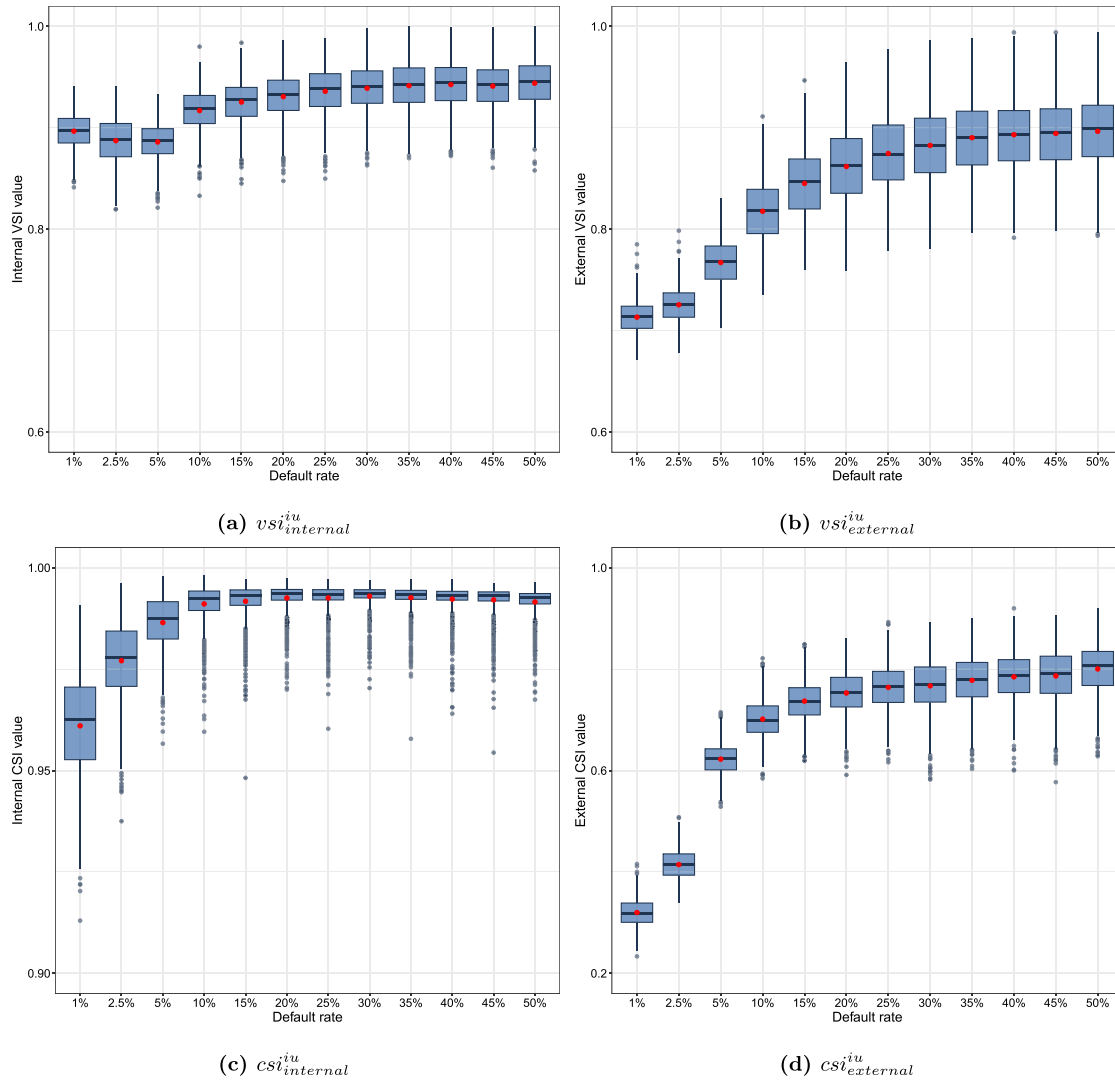 1.0
0.8
0.6
Internal VSI value
1% 2.5% 5% 10% 15% 20% 25% 30% 35% 40% 45% 50%
Default rate
(a) vsi^{iu}_{internal}
1.0
0.8
0.6
External VSI value
1% 2.5% 5% 10% 15% 20% 25% 30% 35% 40% 45% 50%
Default rate
(b) vsi^{iu}_{external}
1.00
0.95
0.90
Internal CSI value
1% 2.5% 5% 10% 15% 20% 25% 30% 35% 40% 45% 50%
Default rate
(c) csi^{iu}_{internal}
1.0
0.6
0.2
External CSI value
1% 2.5% 5% 10% 15% 20% 25% 30% 35% 40% 45% 50%
Default rate
(d) csi^{iu}_{external}